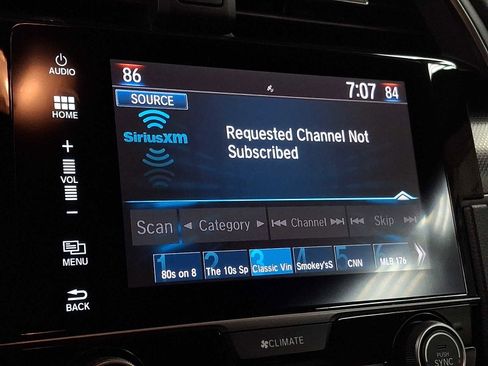 AUDIO
HOME
+
VOL
−
MENU
BACK
86
7:07 84
SOURCE
SiriusXM
Requested Channel Not
Subscribed
Scan
Category
Channel
Skip
1 80s on 8
2 The 10s Sp
3 Classic Vin
4 Smokey'sS
5 CNN
6 MLB 176
CLIMATE
PUSH
SYNC